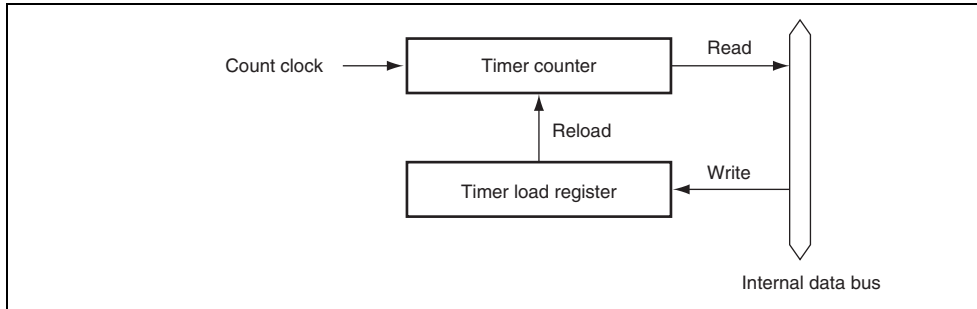 Count clock
Timer counter
Read
Reload
Timer load register
Write
Internal data bus